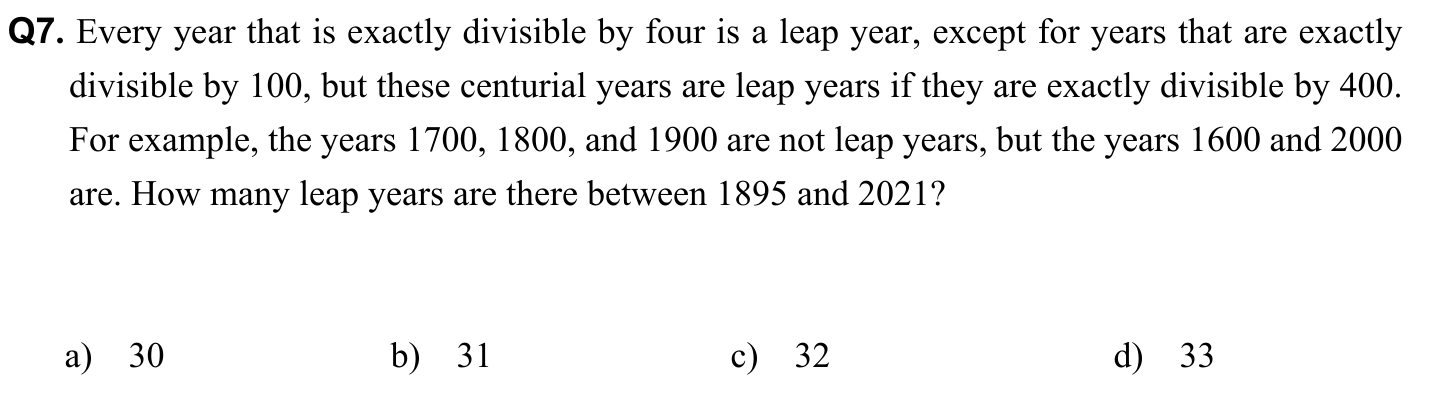 Q7. Every year that is exactly divisible by four is a leap year, except for years that are exactly
divisible by 100, but these centurial years are leap years if they are exactly divisible by 400.
For example, the years 1700, 1800, and 1900 are not leap years, but the years 1600 and 2000
are. How many leap years are there between 1895 and 2021?
a) 30 b) 31 c) 32 d) 33